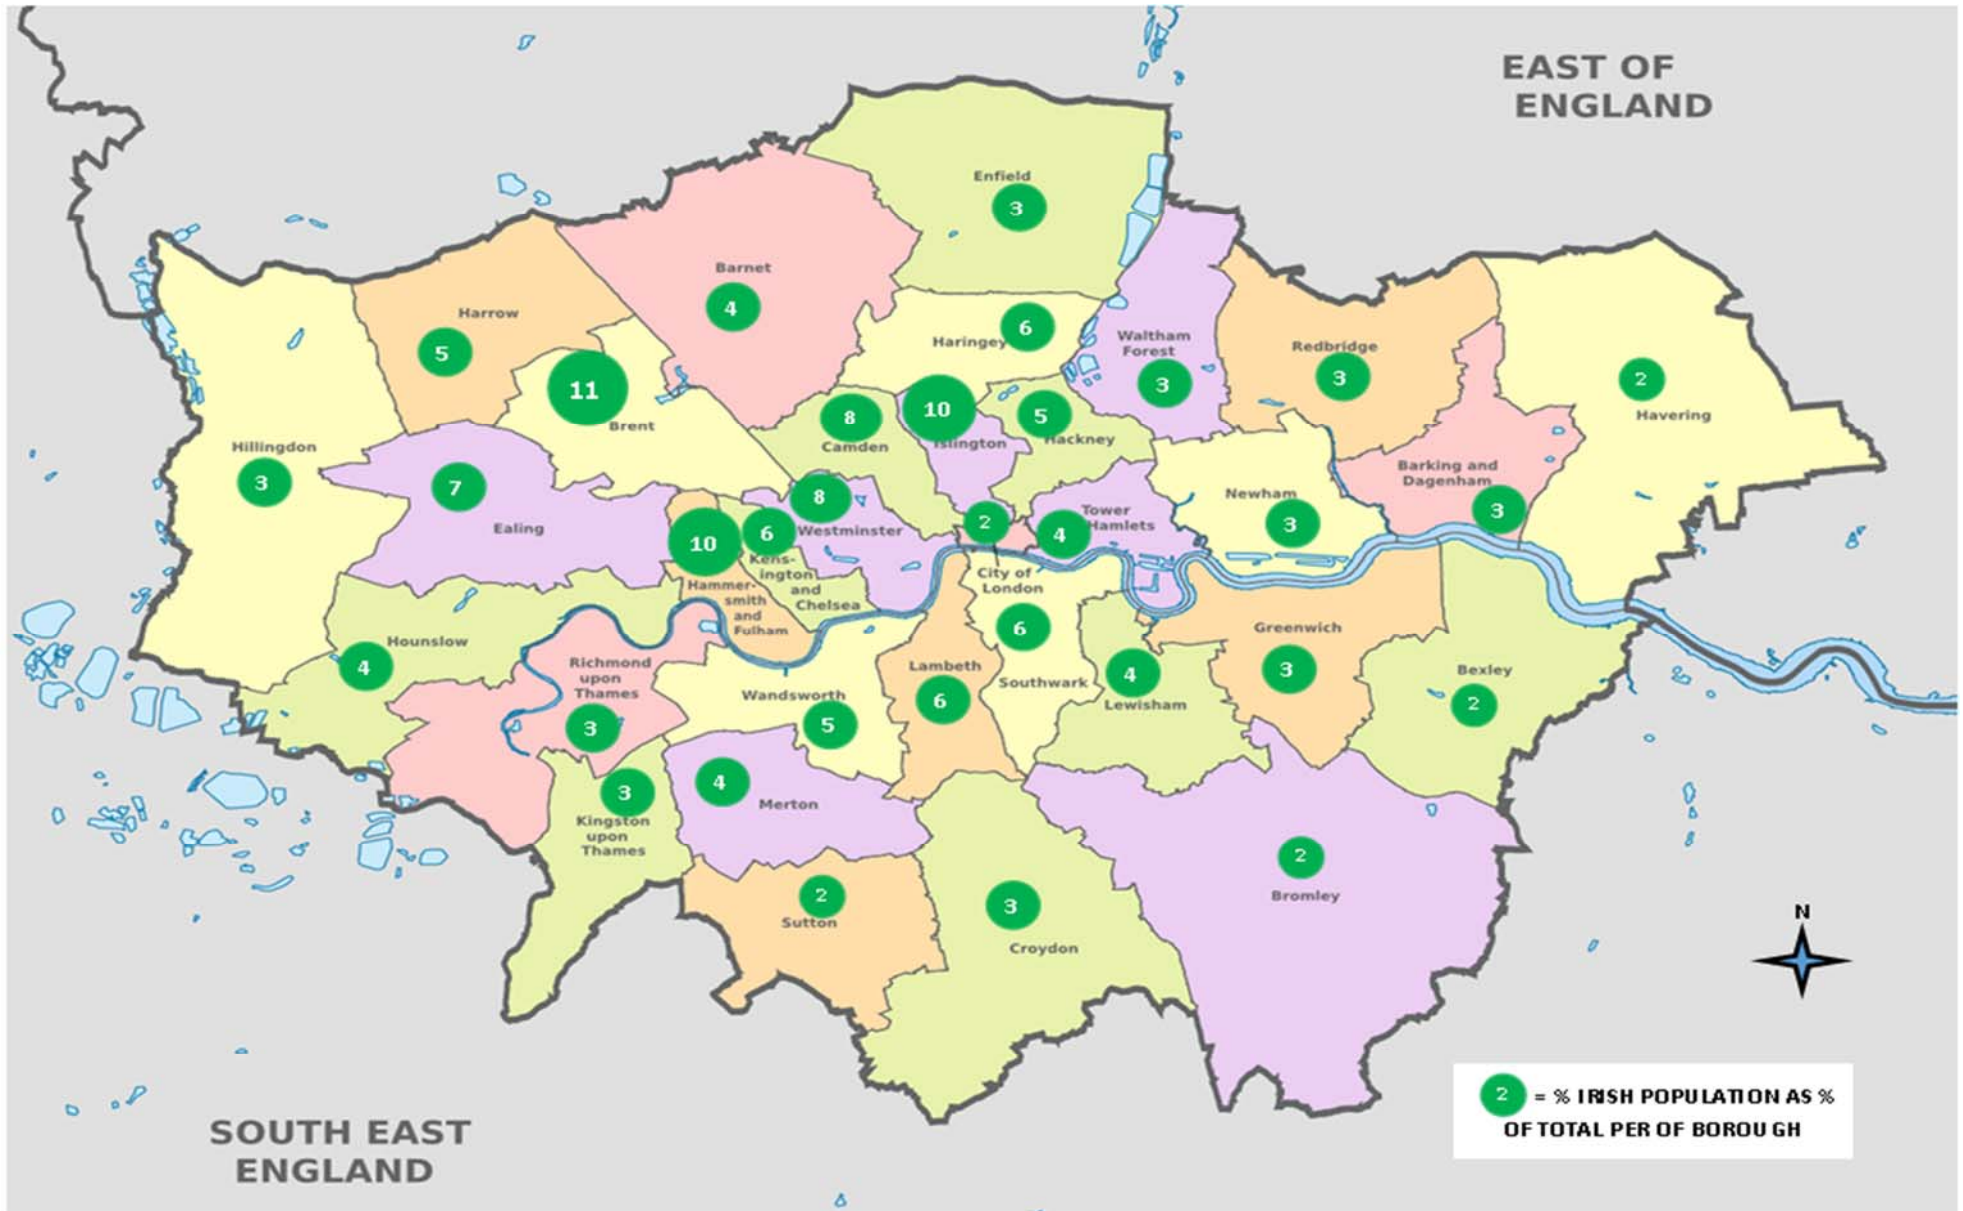 EAST OF
ENGLAND
Enfield
3
Barnet
4
Harrow
5
Haringey
6
Waltham
Forest
3
Redbridge
3
2
Havering
11
Brent
8
Camden
10
Islington
5
Hackney
Hillingdon
3
7
Ealing
Barking and
Dagenham
3
Newham
3
Tower
Hamlets
4
8
Westminster
2
City of
London
10
Hammer-
smith
and
Fulham
6
Kens-
ington
and
Chelsea
Hounslow
4
Richmond
upon
Thames
3
Wandsworth
5
Lambeth
6
6
Southwark
4
Lewisham
Greenwich
3
Bexley
2
3
Kingston
upon
Thames
4
Merton
2
Sutton
3
Croydon
2
Bromley
N
SOUTH EAST
ENGLAND
2 = % IRISH POPULATION AS %
OF TOTAL PER OF BOROUGH